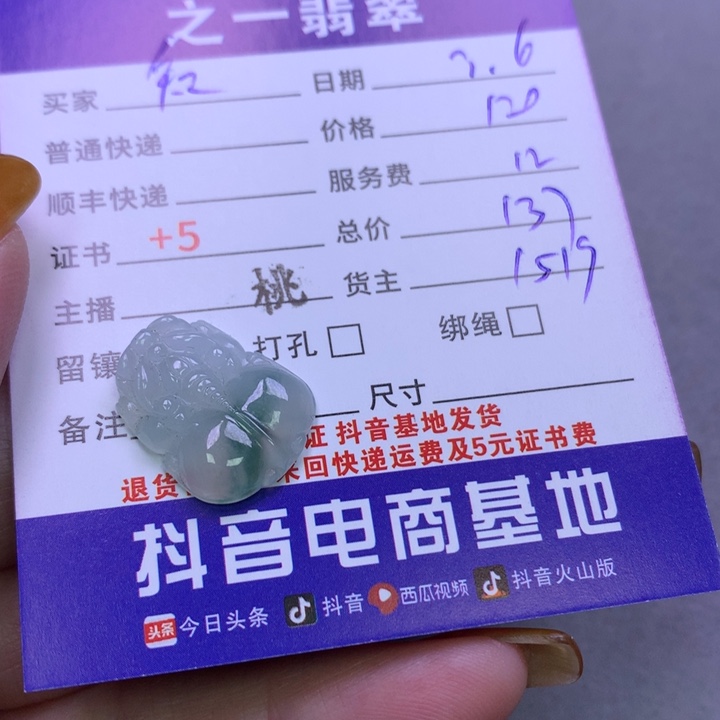 之一翡翠
买家 红 日期 7.6
普通快递 价格 120
顺丰快递 服务费 12
证书 +5 总价 137
主播 桃 货主 1519
留镶 打孔 绑绳
备注 尺寸
证 抖音基地发货
退货 来回快递运费及5元证书费
抖音电商基地
头条 今日头条 抖音 西瓜视频 抖音火山版